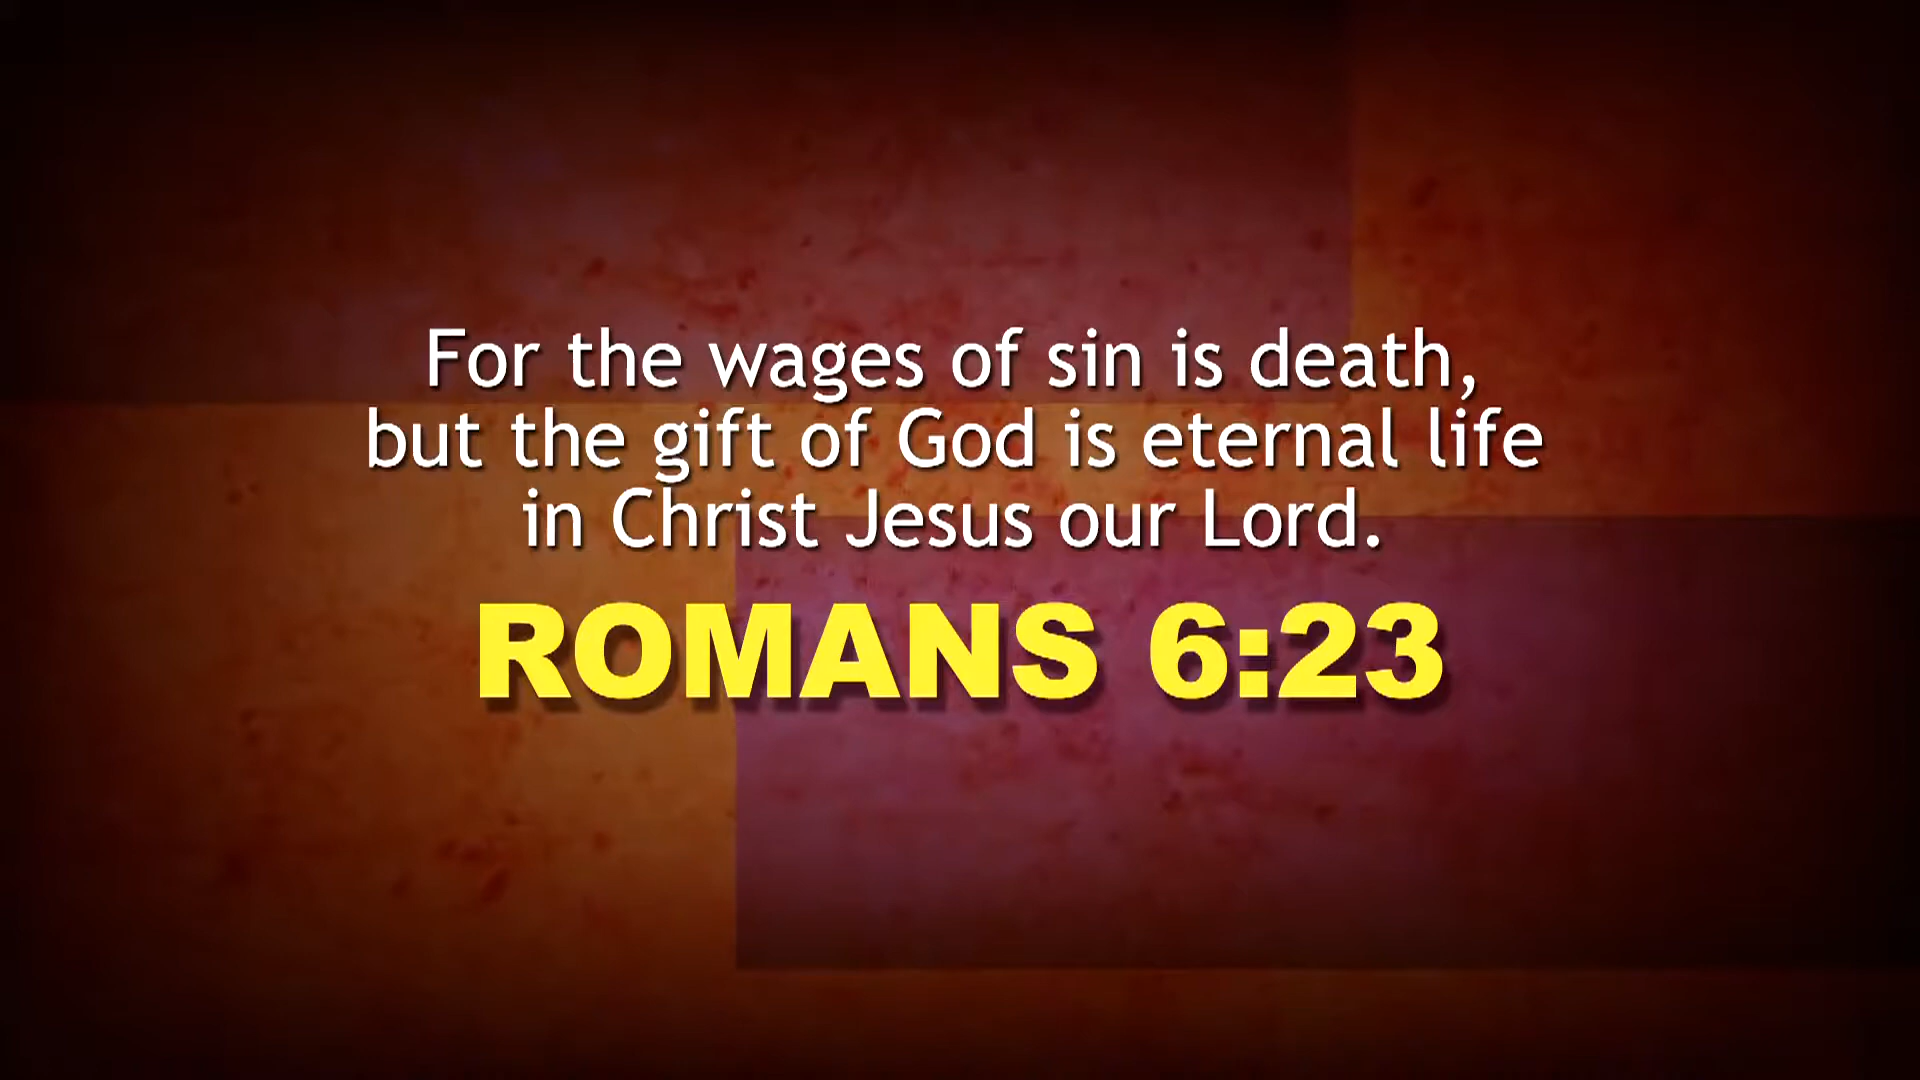 For the wages of sin is death,
but the gift of God is eternal life
in Christ Jesus our Lord.
ROMANS 6:23